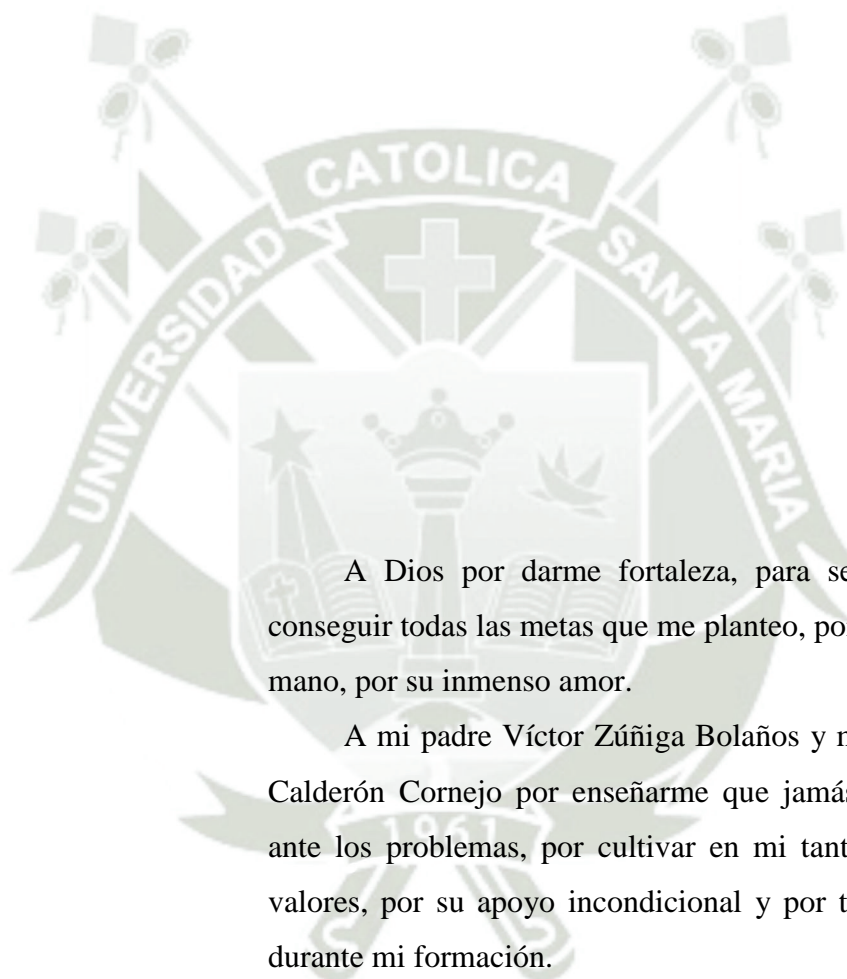 CATOLICA
UNIVERSIDAD
SANTA MARIA
A Dios por darme fortaleza, para se
conseguir todas las metas que me planteo, po
mano, por su inmenso amor.
A mi padre Víctor Zúñiga Bolaños y
Calderón Cornejo por enseñarme que jamás
ante los problemas, por cultivar en mi tant
valores, por su apoyo incondicional y por t
durante mi formación.
1961